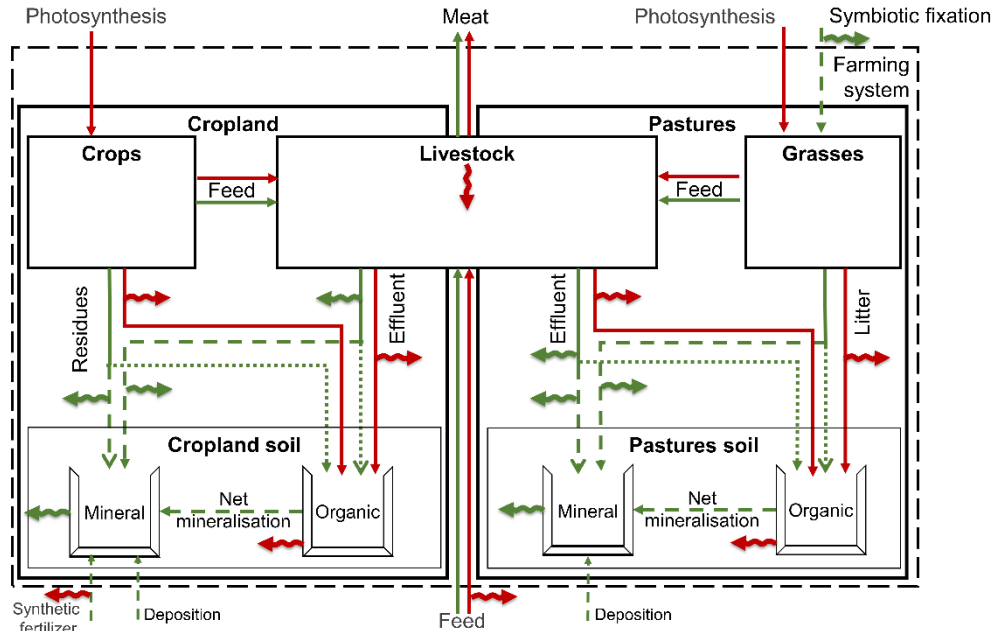 Photosynthesis
Meat
Photosynthesis
Symbiotic fixation
Farming
system
Cropland
Pastures
Crops
Livestock
Grasses
Feed
Feed
Residues
Effluent
Effluent
Litter
Cropland soil
Pastures soil
Mineral
Net
mineralisation
Organic
Mineral
Net
mineralisation
Organic
Synthetic
fertilizer
Deposition
Feed
Deposition